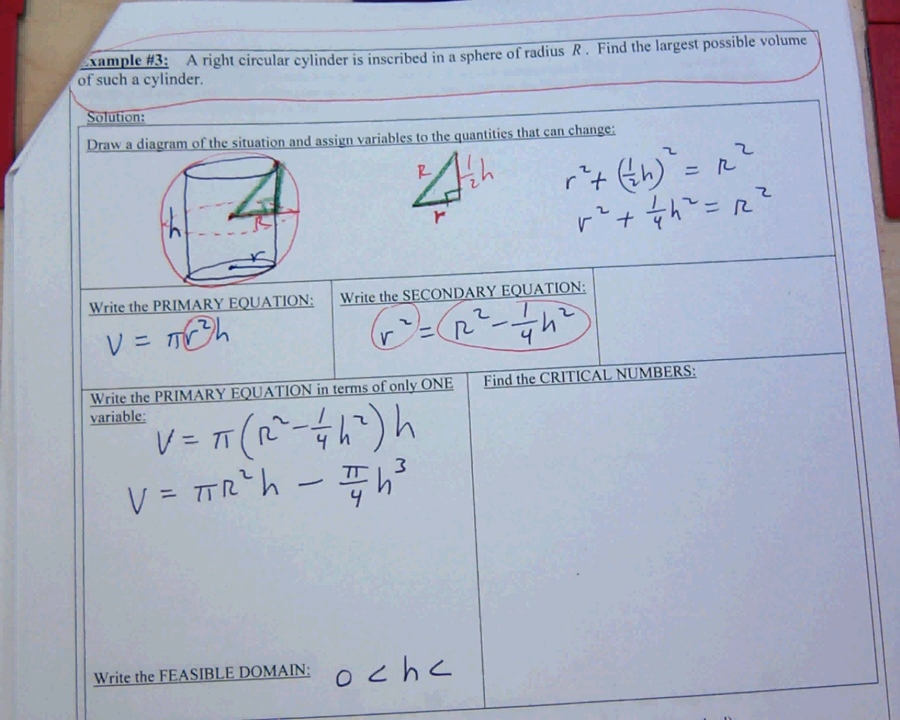 xample #3: A right circular cylinder is inscribed in a sphere of radius R. Find the largest possible volume
of such a cylinder.
Solution:
Draw a diagram of the situation and assign variables to the quantities that can change:
h
R
r
R
1/2 h
r
r² + (1/2 h)² = R²
r² + 1/4 h² = R²
Write the PRIMARY EQUATION:
V = πr²h
Write the SECONDARY EQUATION:
r² = R² − 1/4 h²
Write the PRIMARY EQUATION in terms of only ONE
variable:
V = π(R² − 1/4 h²)h
V = πR²h − π/4 h³
Write the FEASIBLE DOMAIN: 0 < h <
Find the CRITICAL NUMBERS: